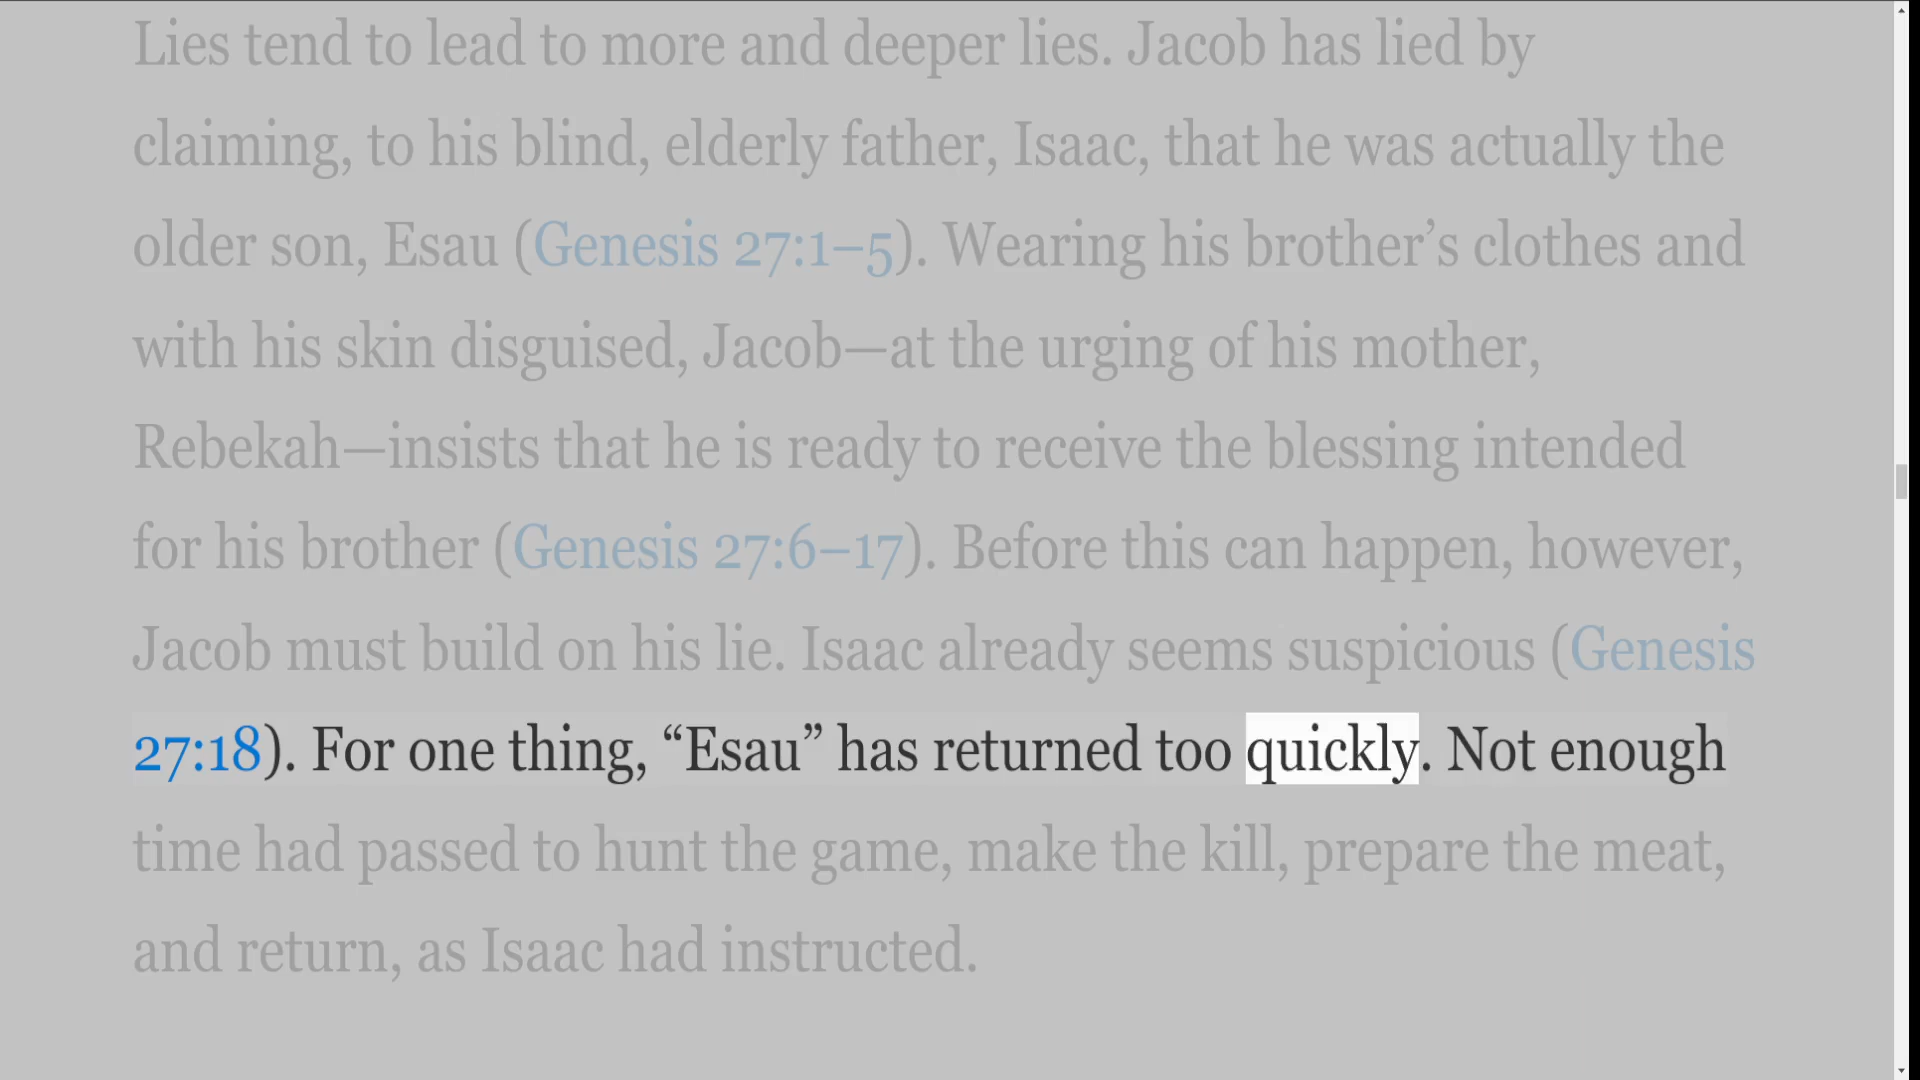 Lies tend to lead to more and deeper lies. Jacob has lied by
claiming, to his blind, elderly father, Isaac, that he was actually the
older son, Esau (Genesis 27:1–5). Wearing his brother’s clothes and
with his skin disguised, Jacob—at the urging of his mother,
Rebekah—insists that he is ready to receive the blessing intended
for his brother (Genesis 27:6–17). Before this can happen, however,
Jacob must build on his lie. Isaac already seems suspicious (Genesis
27:18). For one thing, “Esau” has returned too quickly. Not enough
time had passed to hunt the game, make the kill, prepare the meat,
and return, as Isaac had instructed.